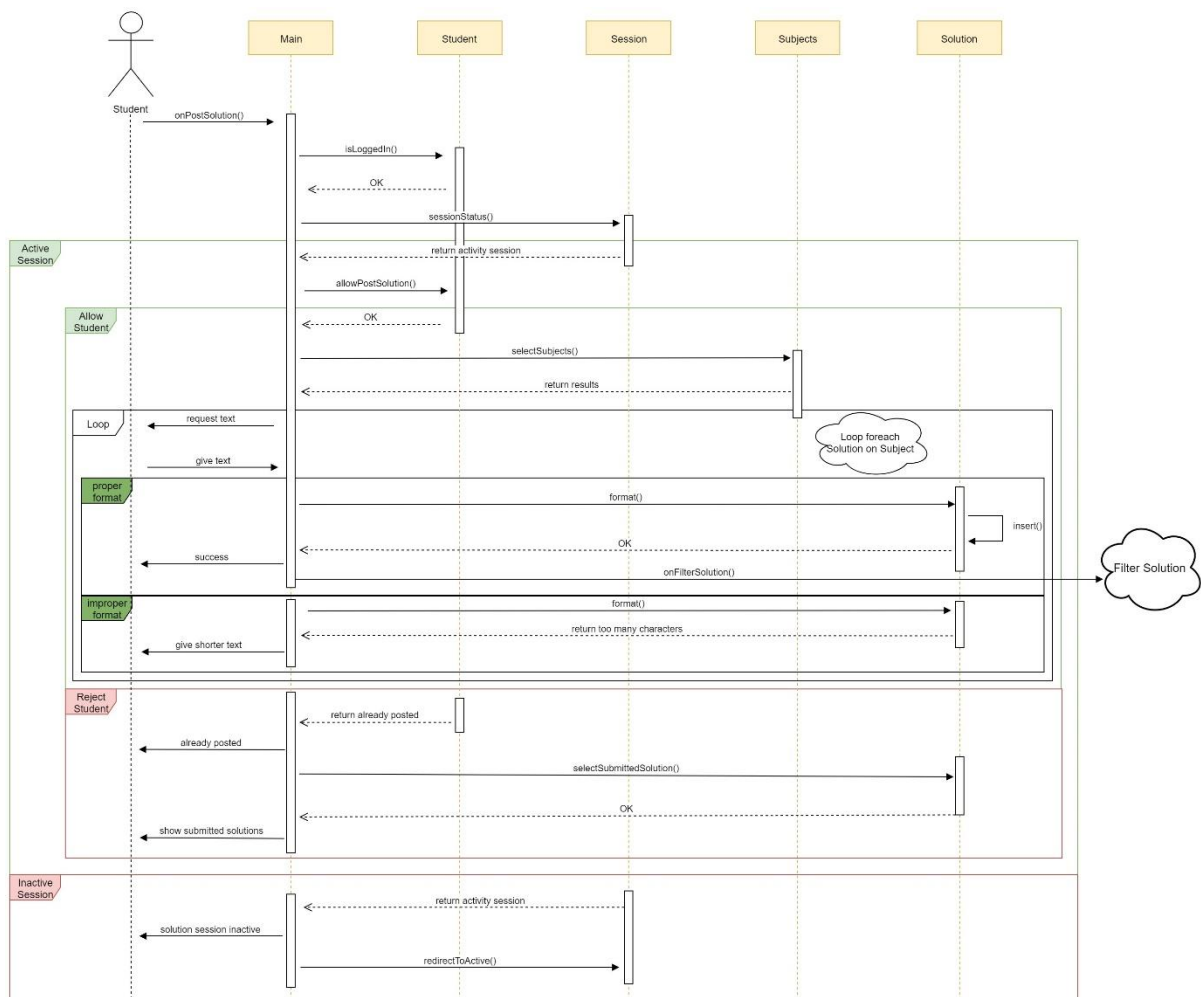 Main
Student
Session
Subjects
Solution
Student
onPostSolution()
isLoggedIn()
OK
sessionStatus()
Active
Session
return activity session
allowPostSolution()
Allow
Student
OK
selectSubjects()
return results
Loop
request text
Loop foreach
Solution on Subject
give text
proper
format
format()
insert()
OK
success
onFilterSolution()
Filter Solution
improper
format
format()
return too many characters
give shorter text
Reject
Student
return already posted
already posted
selectSubmittedSolution()
OK
show submitted solutions
Inactive
Session
return activity session
solution session inactive
redirectToActive()